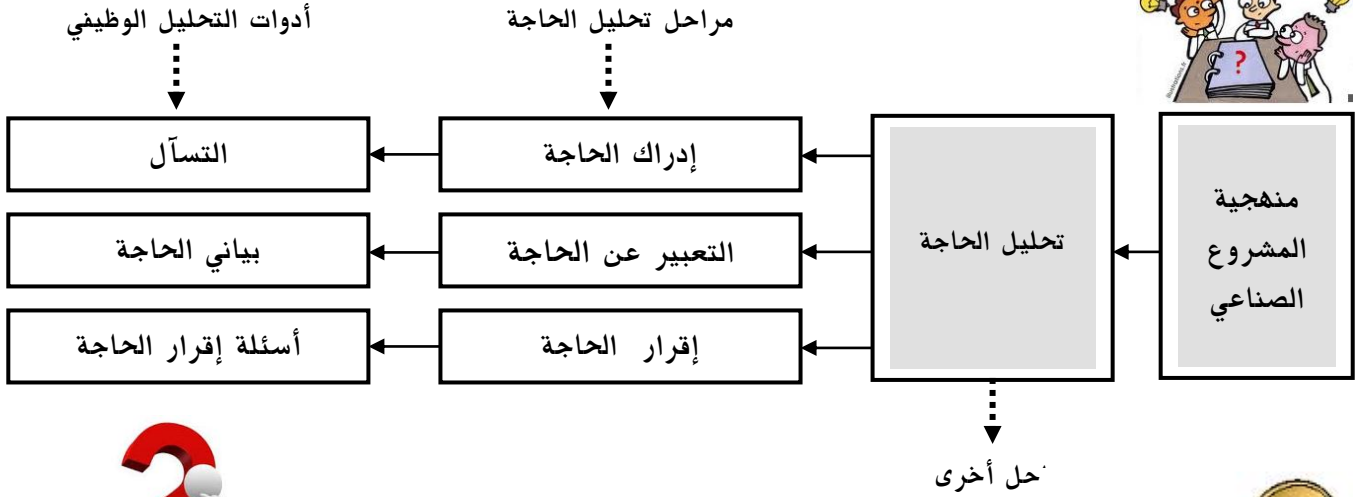 مراحل تحليل الحاجة
أدوات التحليل الوظيفي
?
منهجية
المشروع
الصناعي
تحليل الحاجة
إدراك الحاجة
التسآل
التعبير عن الحاجة
بياني الحاجة
إقرار الحاجة
أسئلة إقرار الحاجة
أخرى